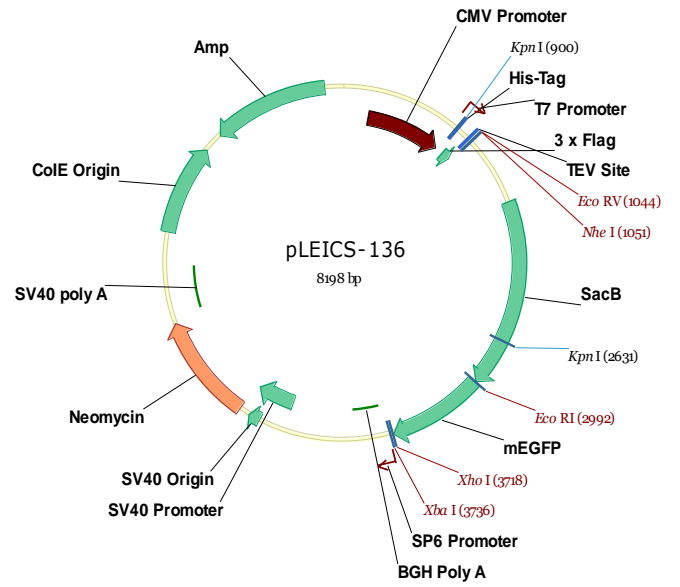 CMV Promoter
Kpn I (900)
His-Tag
T7 Promoter
3 x Flag
TEV Site
Eco RV (1044)
Nhe I (1051)
SacB
Kpn I (2631)
Eco RI (2992)
mEGFP
Xho I (3718)
Xba I (3736)
SP6 Promoter
BGH Poly A
SV40 Promoter
SV40 Origin
Neomycin
SV40 poly A
ColE Origin
Amp
pLEICS-136
8198 bp